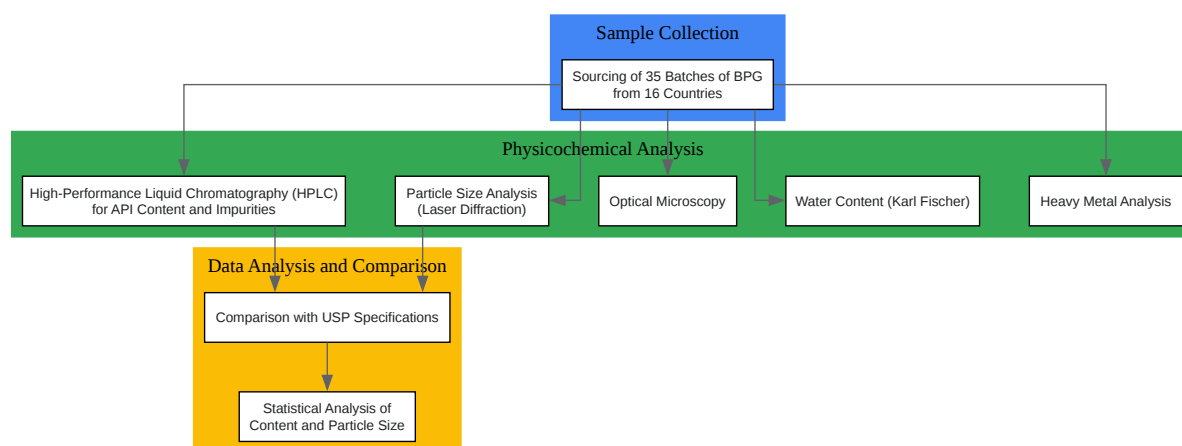 Sample Collection
Sourcing of 35 Batches of BPG
from 16 Countries
Physicochemical Analysis
High-Performance Liquid Chromatography (HPLC)
for API Content and Impurities
Particle Size Analysis
(Laser Diffraction)
Optical Microscopy
Water Content (Karl Fischer)
Heavy Metal Analysis
Data Analysis and Comparison
Comparison with USP Specifications
Statistical Analysis of
Content and Particle Size